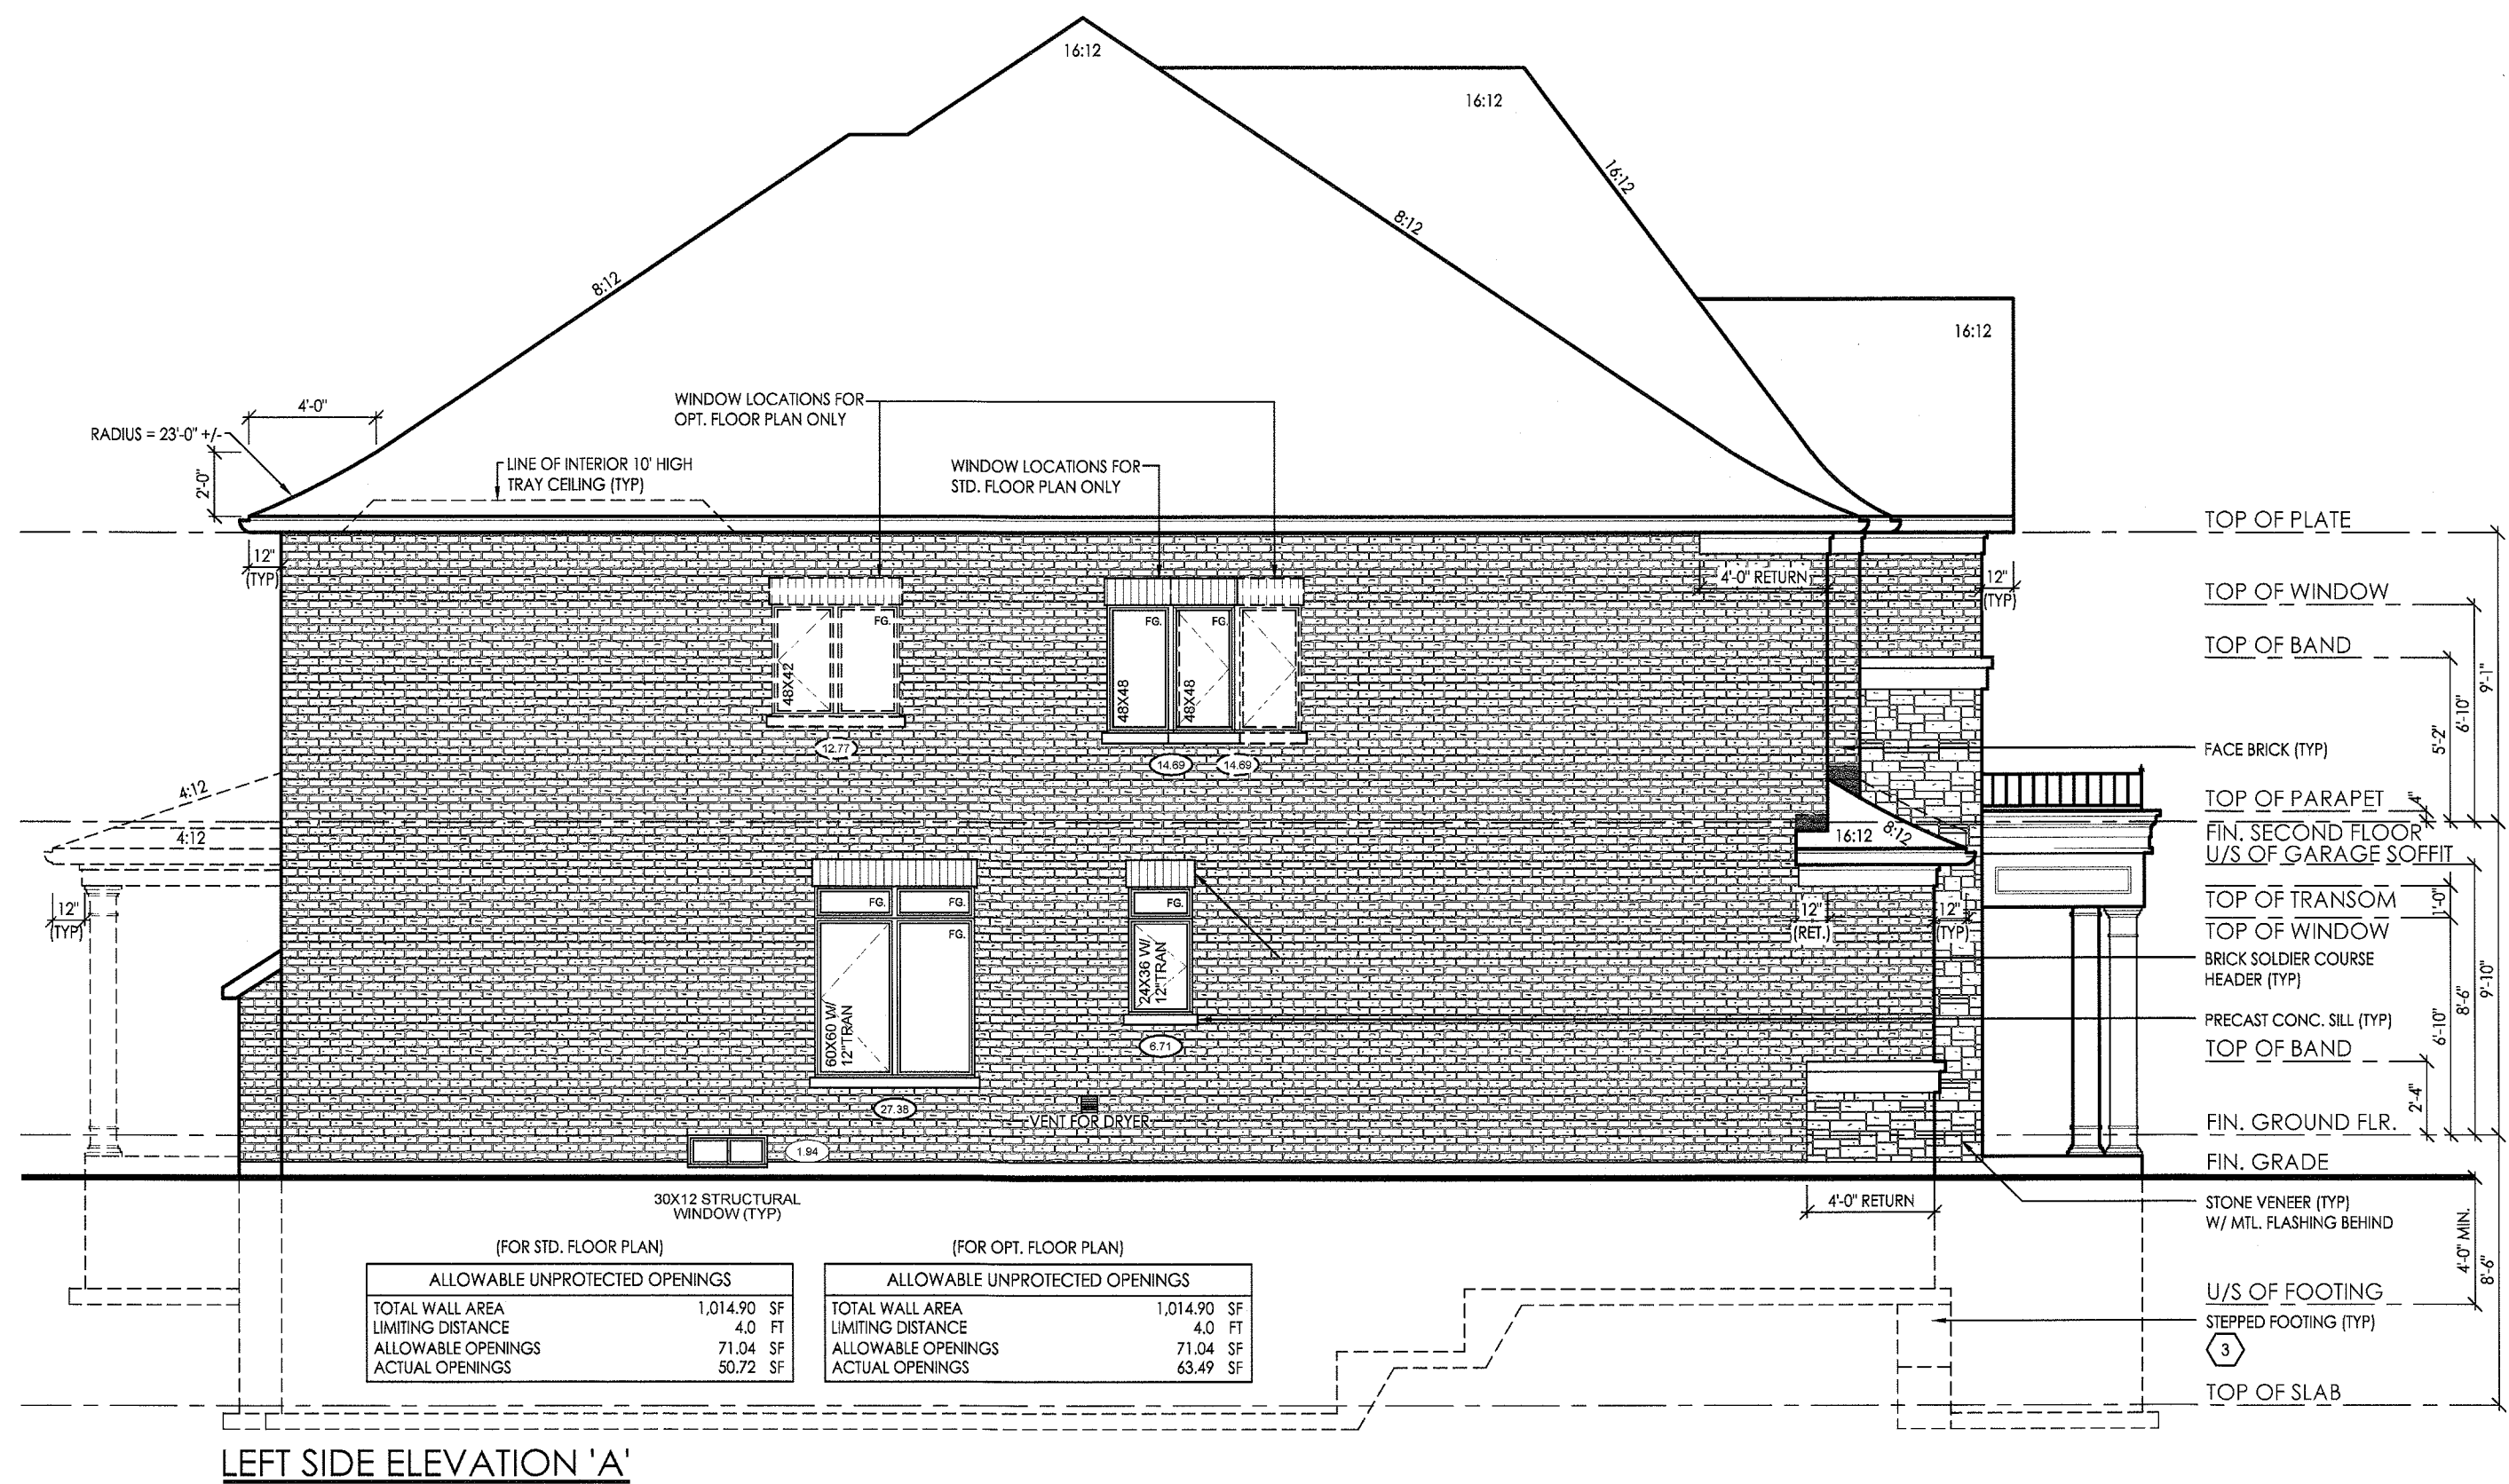 16:12
16:12
16:12
8:12
8:12
16:12
4'-0"
RADIUS = 23'-0" +/-
2'-0"
WINDOW LOCATIONS FOR
OPT. FLOOR PLAN ONLY
LINE OF INTERIOR 10' HIGH
TRAY CEILING (TYP)
WINDOW LOCATIONS FOR
STD. FLOOR PLAN ONLY
TOP OF PLATE
12"
(TYP)
4'-0" RETURN
12"
(TYP)
TOP OF WINDOW
TOP OF BAND
FG.
FG.
FG.
48X42
48X48
48X48
12.77
14.69
14.69
9'-1"
6'-10"
5'-2"
FACE BRICK (TYP)
4:12
4:12
TOP OF PARAPET
4"
FIN. SECOND FLOOR
U/S OF GARAGE SOFFIT
16:12
8:12
12"
(TYP)
FG.
FG.
FG.
FG.
12"
(RET.)
12"
(TYP)
TOP OF TRANSOM
1'-0"
TOP OF WINDOW
BRICK SOLDIER COURSE
HEADER (TYP)
60X60 W/
12"TRAN
24X36 W/
12"TRAN
9'-10"
8'-6"
6'-10"
PRECAST CONC. SILL (TYP)
6.71
TOP OF BAND
2'-4"
27.38
VENT FOR DRYER
FIN. GROUND FLR.
1.94
FIN. GRADE
30X12 STRUCTURAL
WINDOW (TYP)
4'-0" RETURN
STONE VENEER (TYP)
W/ MTL. FLASHING BEHIND
4'-0" MIN.
8'-6"
(FOR STD. FLOOR PLAN)
ALLOWABLE UNPROTECTED OPENINGS
TOTAL WALL AREA 1,014.90 SF
LIMITING DISTANCE 4.0 FT
ALLOWABLE OPENINGS 71.04 SF
ACTUAL OPENINGS 50.72 SF
(FOR OPT. FLOOR PLAN)
ALLOWABLE UNPROTECTED OPENINGS
TOTAL WALL AREA 1,014.90 SF
LIMITING DISTANCE 4.0 FT
ALLOWABLE OPENINGS 71.04 SF
ACTUAL OPENINGS 63.49 SF
U/S OF FOOTING
STEPPED FOOTING (TYP)
3
TOP OF SLAB
LEFT SIDE ELEVATION 'A'